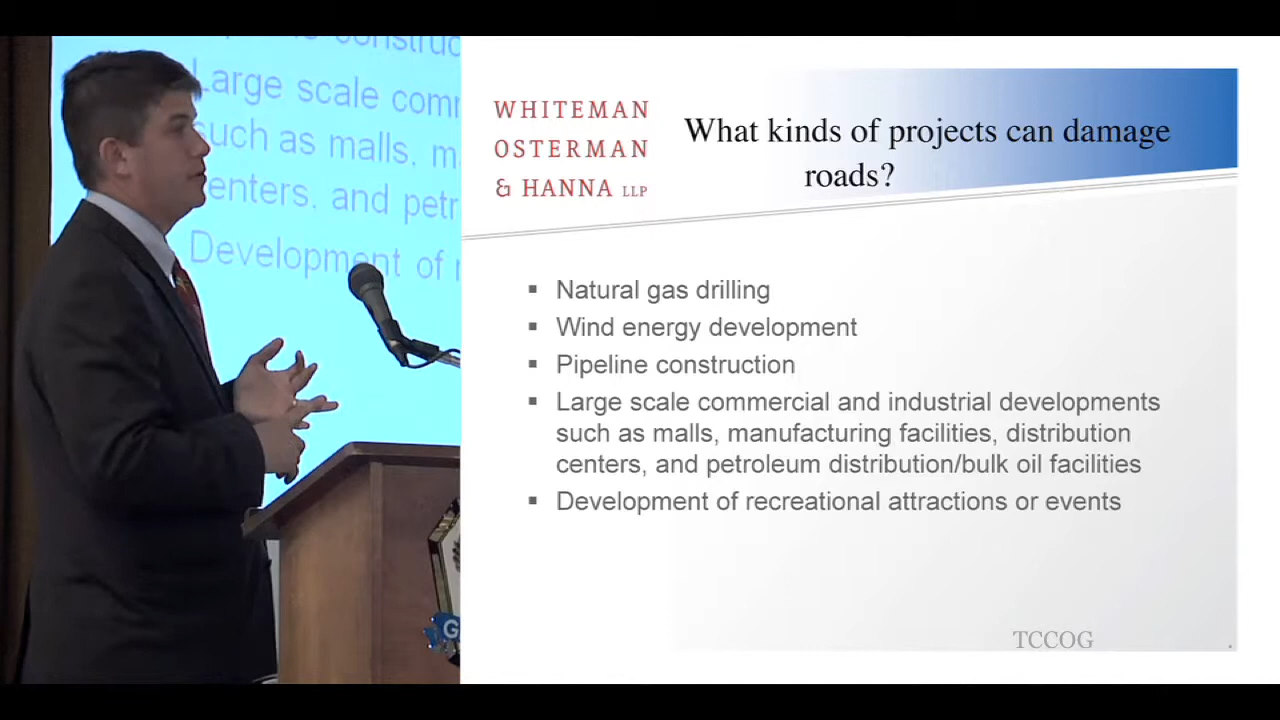 Large scale comm
such as malls, m
enters, and petr
Development of
WHITEMAN
OSTERMAN
& HANNA LLP
What kinds of projects can damage
roads?
▪ Natural gas drilling
▪ Wind energy development
▪ Pipeline construction
▪ Large scale commercial and industrial developments
such as malls, manufacturing facilities, distribution
centers, and petroleum distribution/bulk oil facilities
▪ Development of recreational attractions or events
TCCOG
G